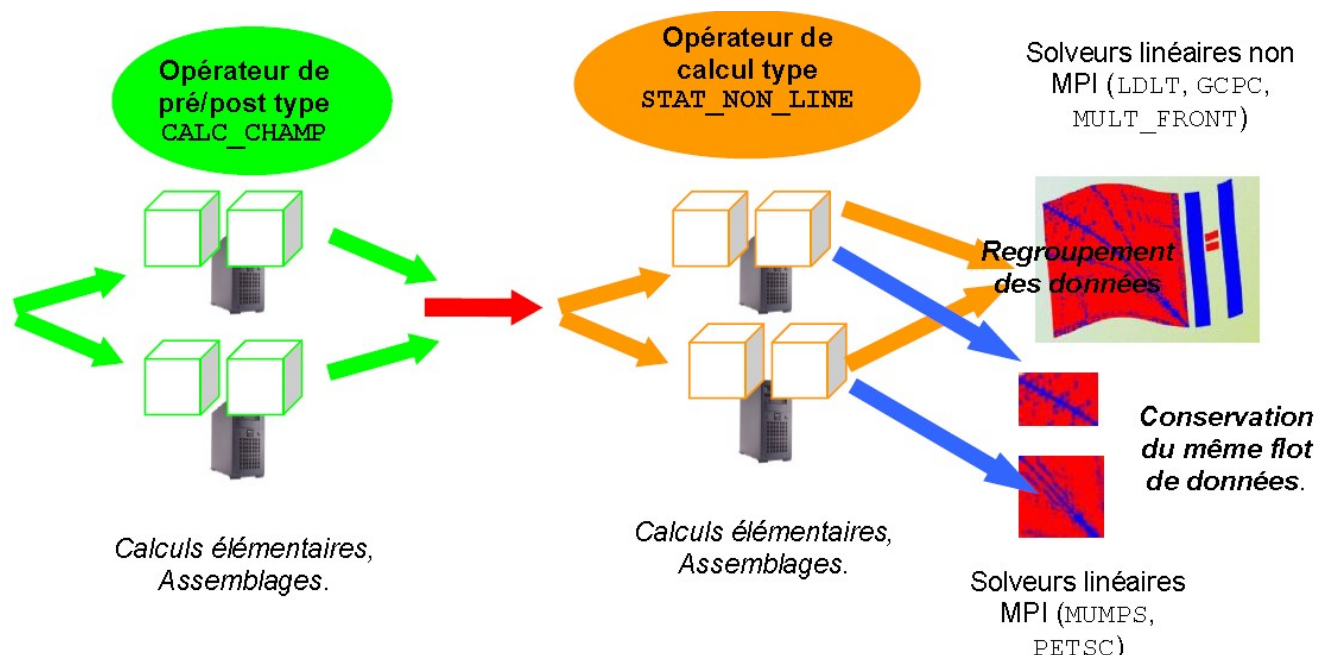 Opérateur de
pré/post type
CALC_CHAMP
Opérateur de
calcul type
STAT_NON_LINE
Solveurs linéaires non
MPI (LDLT, GCPC,
MULT_FRONT)
Regroupement
des données
Conservation
du même flot
de données.
Calculs élémentaires,
Assemblages.
Calculs élémentaires,
Assemblages.
Solveurs linéaires
MPI (MUMPS,
PETSC)